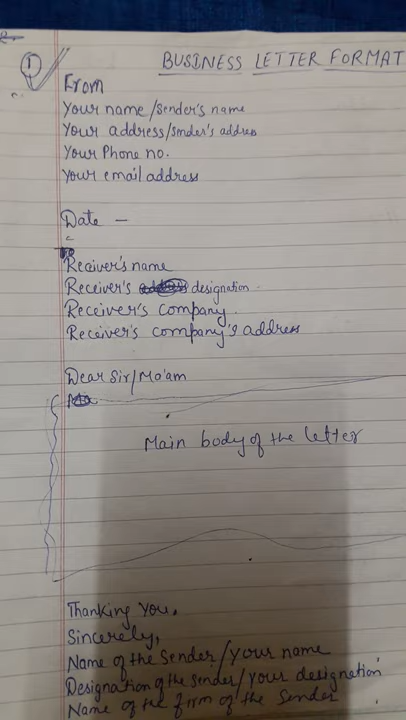 ①
BUSINESS LETTER FORMAT
From
Your name/Sender's name
Your address/Sender's address
Your Phone no.
Your email address
Date —
Receiver's name
Receiver's designation
Receiver's company
Receiver's company's address
Dear Sir/Ma'am
Main body of the letter
Thanking You,
Sincerely,
Name of the Sender/your name
Designation of the sender/your designation
Name of the firm of the sender